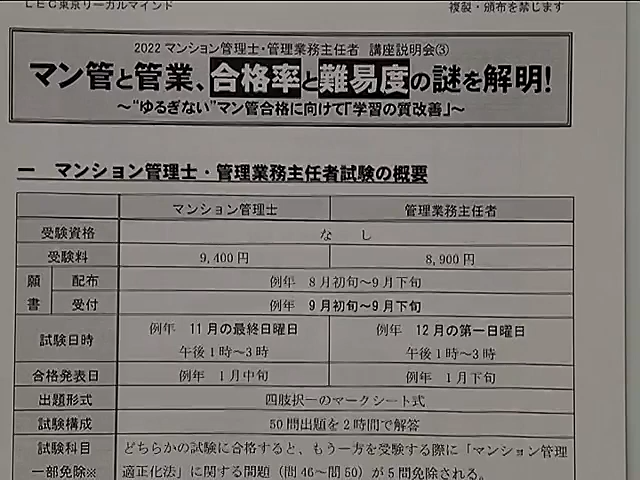 LEC東京リーガルマインド
複製・頒布を禁じます
2022 マンション管理士・管理業務主任者 講座説明会③
マン管と管業、合格率と難易度の謎を解明!
～“ゆるぎない”マン管合格に向けて「学習の質改善」～
一 マンション管理士・管理業務主任者試験の概要
マンション管理士 管理業務主任者
受験資格 なし
受験料 9,400円 8,900円
願書 配布 例年 8月初旬～9月下旬
受付 例年 9月初旬～9月下旬
試験日時 例年 11月の最終日曜日 午後1時～3時 例年 12月の第一日曜日 午後1時～3時
合格発表日 例年 1月中旬 例年 1月下旬
出題形式 四肢択一のマークシート式
試験構成 50問出題を2時間で解答
試験科目 どちらかの試験に合格すると、もう一方を受験する際に「マンション管理
一部免除※ 適正化法」に関する問題（問46～問50）が5問免除される。